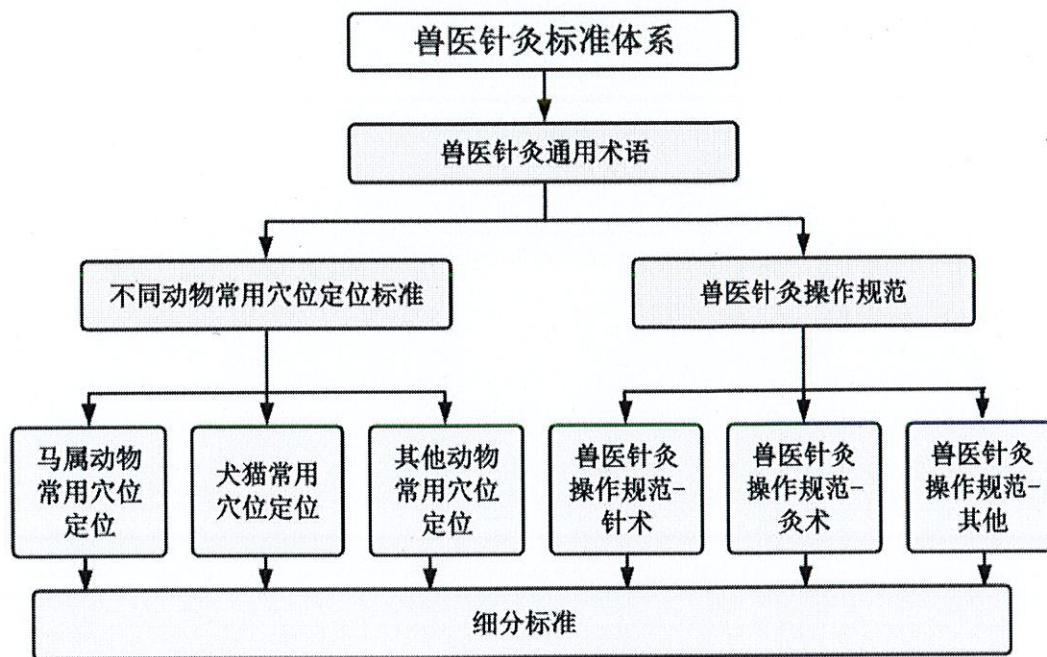 兽医针灸标准体系
兽医针灸通用术语
不同动物常用穴位定位标准
兽医针灸操作规范
马属动物
常用穴位
定位
犬猫常用
穴位定位
其他动物
常用穴位
定位
兽医针灸
操作规范-
针术
兽医针灸
操作规范-
灸术
兽医针灸
操作规范-
其他
细分标准